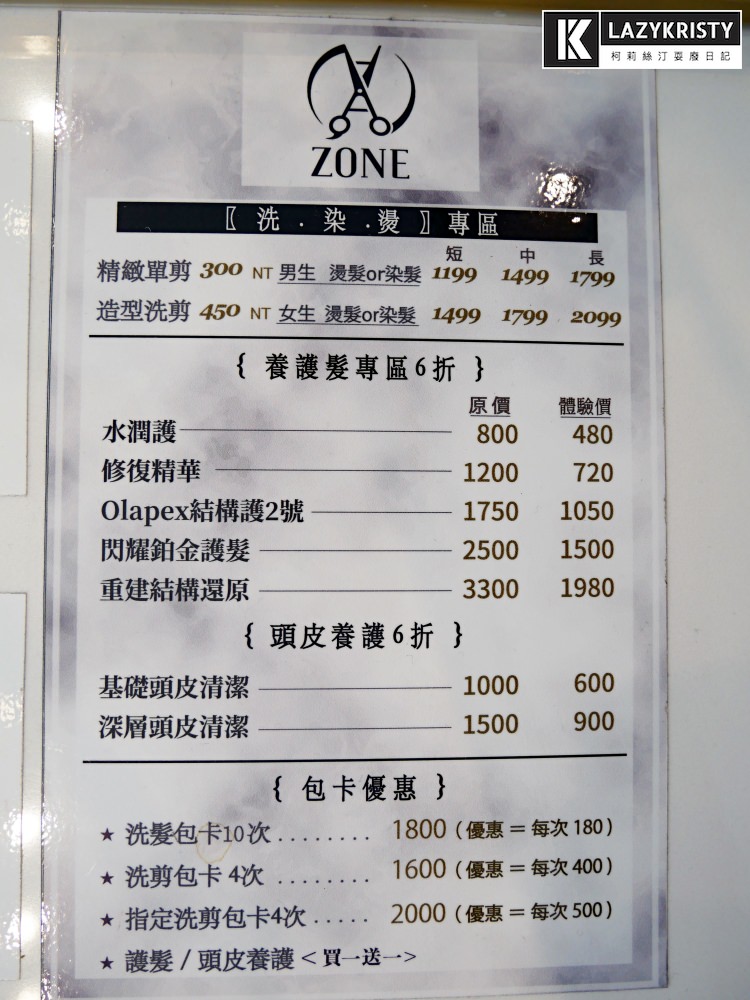 K LAZYKRISTY
柯莉絲汀耍廢日記
ZONE
〖洗.染.燙〗專區
短 中 長
精緻單剪 300 NT 男生 燙髮or染髮 1199 1499 1799
造型洗剪 450 NT 女生 燙髮or染髮 1499 1799 2099
{ 養護髮專區6折 }
原價 體驗價
水潤護 800 480
修復精華 1200 720
Olapex結構護2號 1750 1050
閃耀鉑金護髮 2500 1500
重建結構還原 3300 1980
{ 頭皮養護6折 }
基礎頭皮清潔 1000 600
深層頭皮清潔 1500 900
{ 包卡優惠 }
★ 洗髮包卡10次 ........ 1800 (優惠 = 每次 180)
★ 洗剪包卡 4次 ........ 1600 (優惠 = 每次 400)
★ 指定洗剪包卡4次 ..... 2000 (優惠 = 每次 500)
★ 護髮 / 頭皮養護 <買一送一>